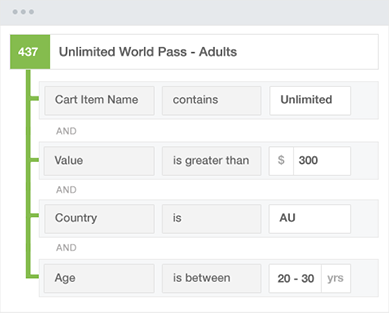 437 Unlimited World Pass - Adults
Cart Item Name contains Unlimited
AND
Value is greater than $ 300
AND
Country is AU
AND
Age is between 20 - 30 yrs